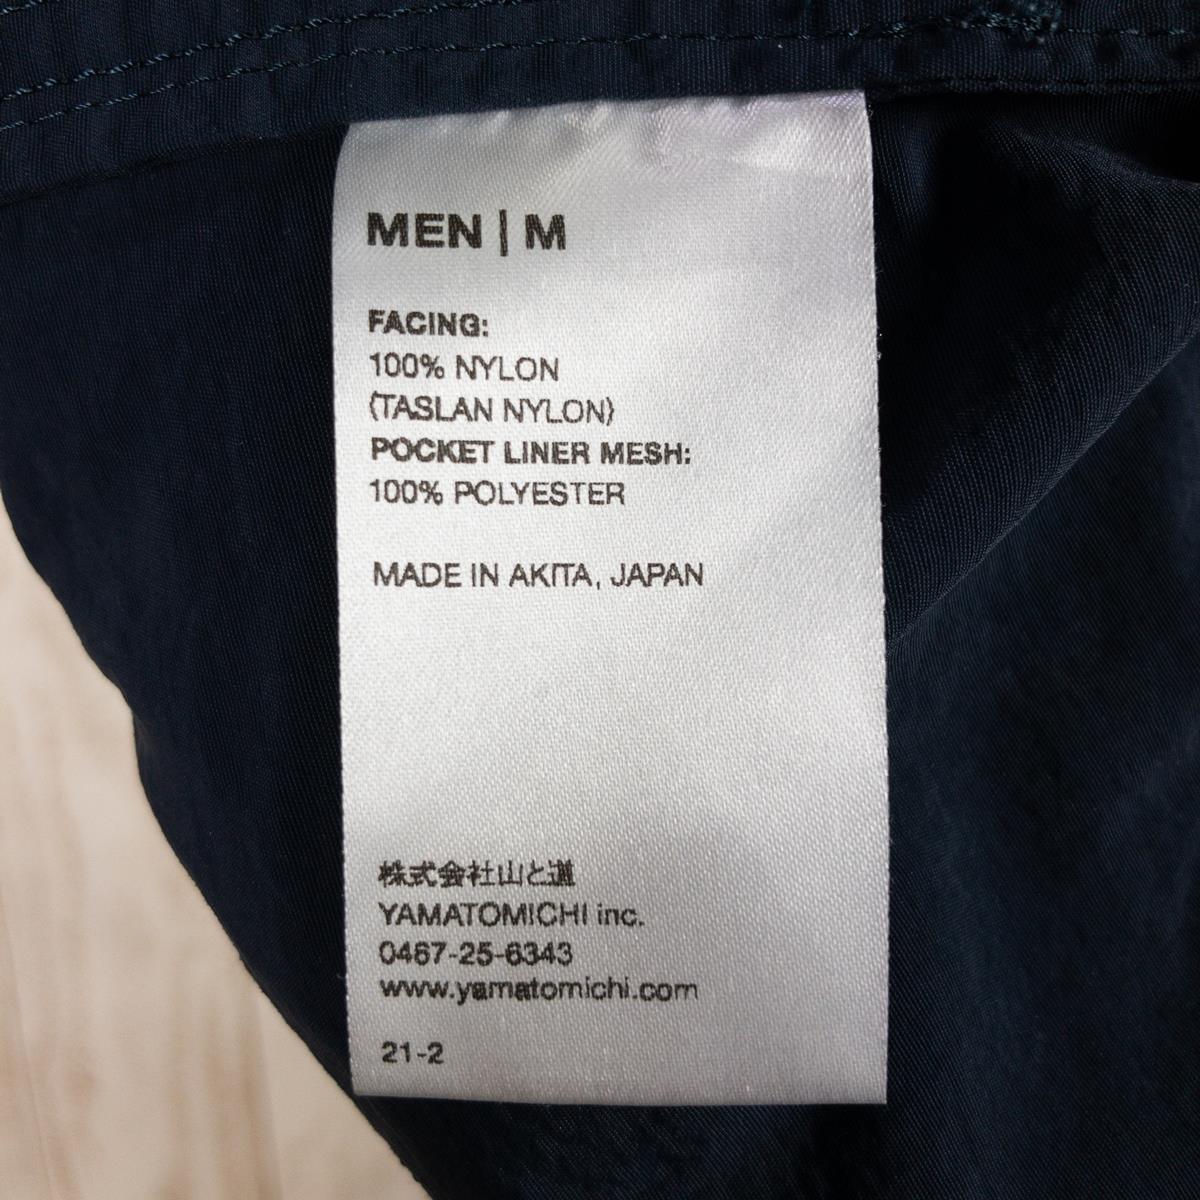 MEN | M
FACING:
100% NYLON
(TASLAN NYLON)
POCKET LINER MESH:
100% POLYESTER
MADE IN AKITA, JAPAN
株式会社山と道
YAMATOMICHI inc.
0467-25-6343
www.yamatomichi.com
21-2